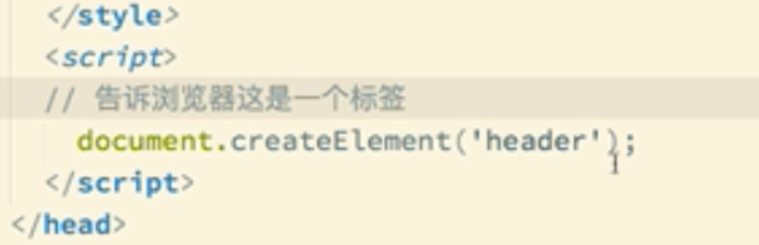 </style>
<script>
// 告诉浏览器这是一个标签
document.createElement('header');
</script>
</head>